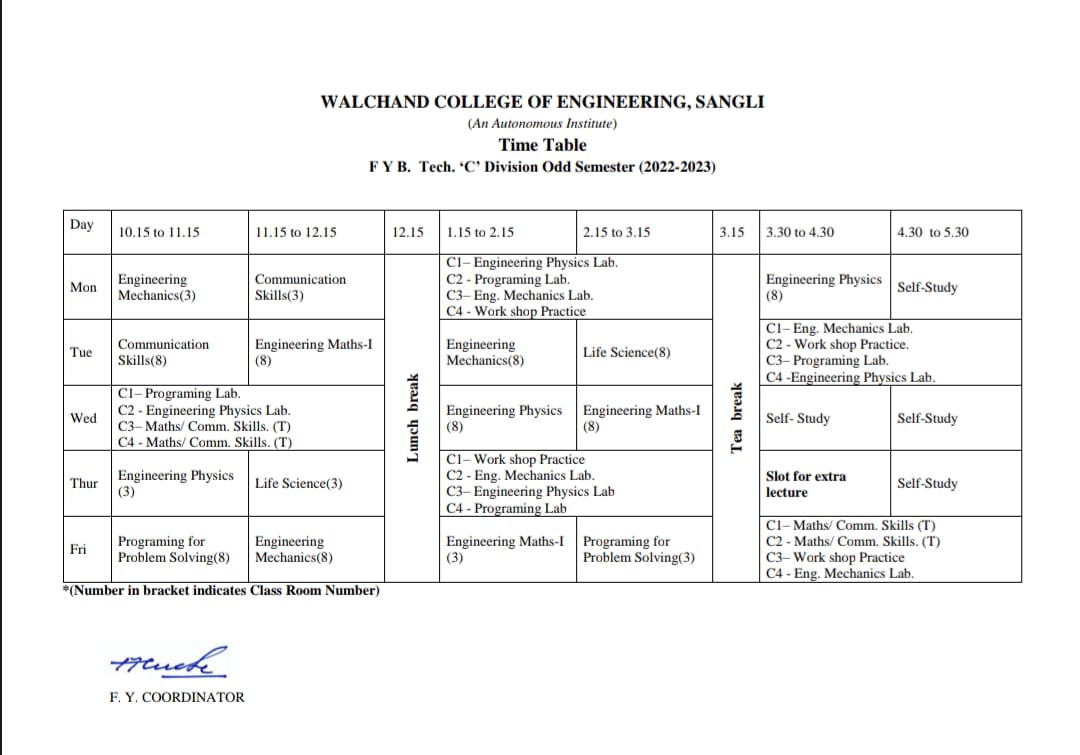 WALCHAND COLLEGE OF ENGINEERING, SANGLI
(An Autonomous Institute)
Time Table
F Y B. Tech. ‘C’ Division Odd Semester (2022-2023)
Day
10.15 to 11.15
11.15 to 12.15
12.15
1.15 to 2.15
2.15 to 3.15
3.15
3.30 to 4.30
4.30 to 5.30
Mon
Engineering
Mechanics(3)
Communication
Skills(3)
C1– Engineering Physics Lab.
C2 - Programing Lab.
C3– Eng. Mechanics Lab.
C4 - Work shop Practice
Engineering Physics
(8)
Self-Study
Tue
Communication
Skills(8)
Engineering Maths-I
(8)
Engineering
Mechanics(8)
Life Science(8)
C1– Eng. Mechanics Lab.
C2 - Work shop Practice.
C3– Programing Lab.
C4 -Engineering Physics Lab.
Lunch break
Tea break
Wed
C1– Programing Lab.
C2 - Engineering Physics Lab.
C3– Maths/ Comm. Skills. (T)
C4 - Maths/ Comm. Skills. (T)
Engineering Physics
(8)
Engineering Maths-I
(8)
Self- Study
Self-Study
Thur
Engineering Physics
(3)
Life Science(3)
C1– Work shop Practice
C2 - Eng. Mechanics Lab.
C3– Engineering Physics Lab
C4 - Programing Lab
Slot for extra
lecture
Self-Study
Fri
Programing for
Problem Solving(8)
Engineering
Mechanics(8)
Engineering Maths-I
(3)
Programing for
Problem Solving(3)
C1– Maths/ Comm. Skills (T)
C2 - Maths/ Comm. Skills. (T)
C3– Work shop Practice
C4 - Eng. Mechanics Lab.
*(Number in bracket indicates Class Room Number)
F. Y. COORDINATOR